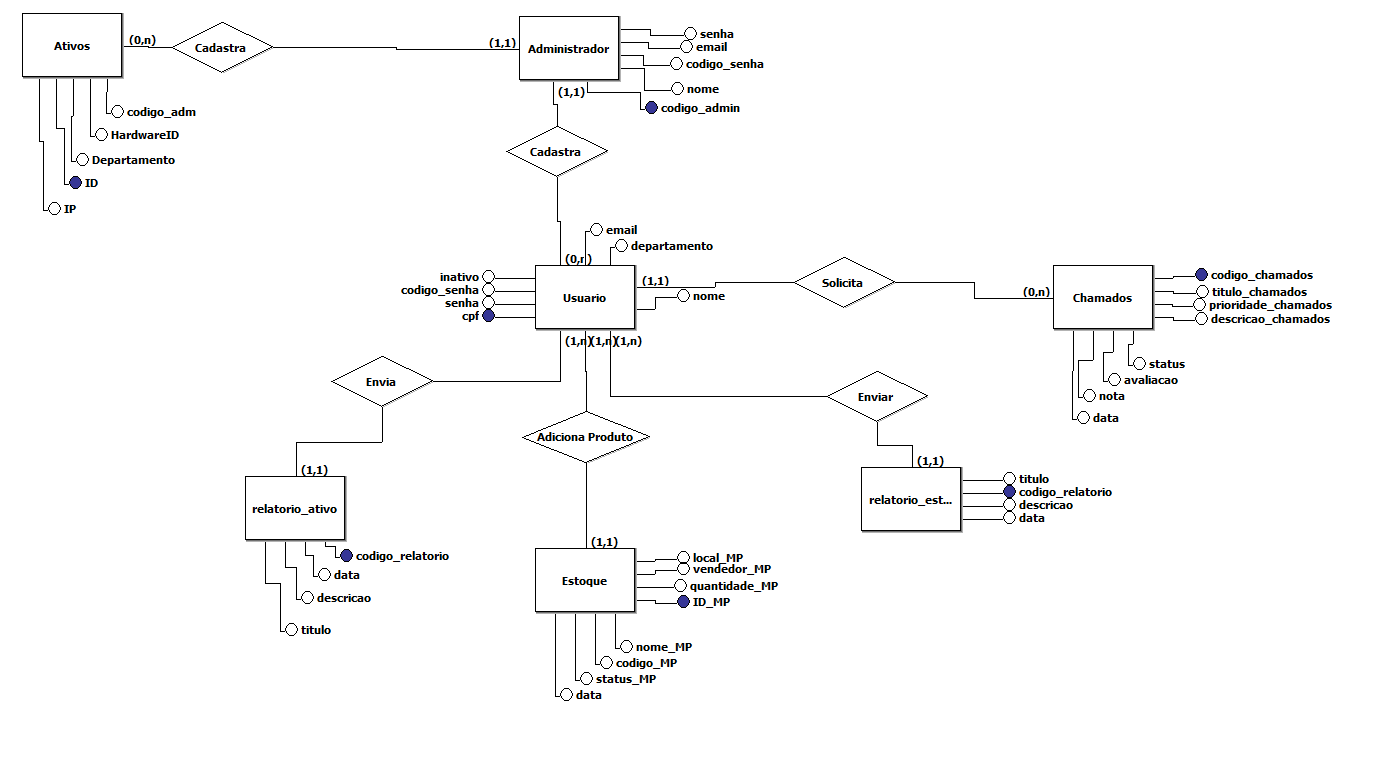 Ativos
(0,n)
Cadastra
(1,1)
Administrador
senha
email
codigo_senha
nome
codigo_admin
(1,1)
codigo_adm
HardwareID
Departamento
ID
IP
Cadastra
email
departamento
(0,n)
inativo
codigo_senha
senha
cpf
Usuario
(1,1)
nome
Solicita
(0,n)
Chamados
codigo_chamados
titulo_chamados
prioridade_chamados
descricao_chamados
status
avaliacao
nota
data
(1,n)
(1,n)
(1,n)
Envia
Adiciona Produto
Enviar
(1,1)
relatorio_ativo
codigo_relatorio
data
descricao
titulo
(1,1)
relatorio_est...
titulo
codigo_relatorio
descricao
data
(1,1)
Estoque
local_MP
vendedor_MP
quantidade_MP
ID_MP
nome_MP
codigo_MP
status_MP
data